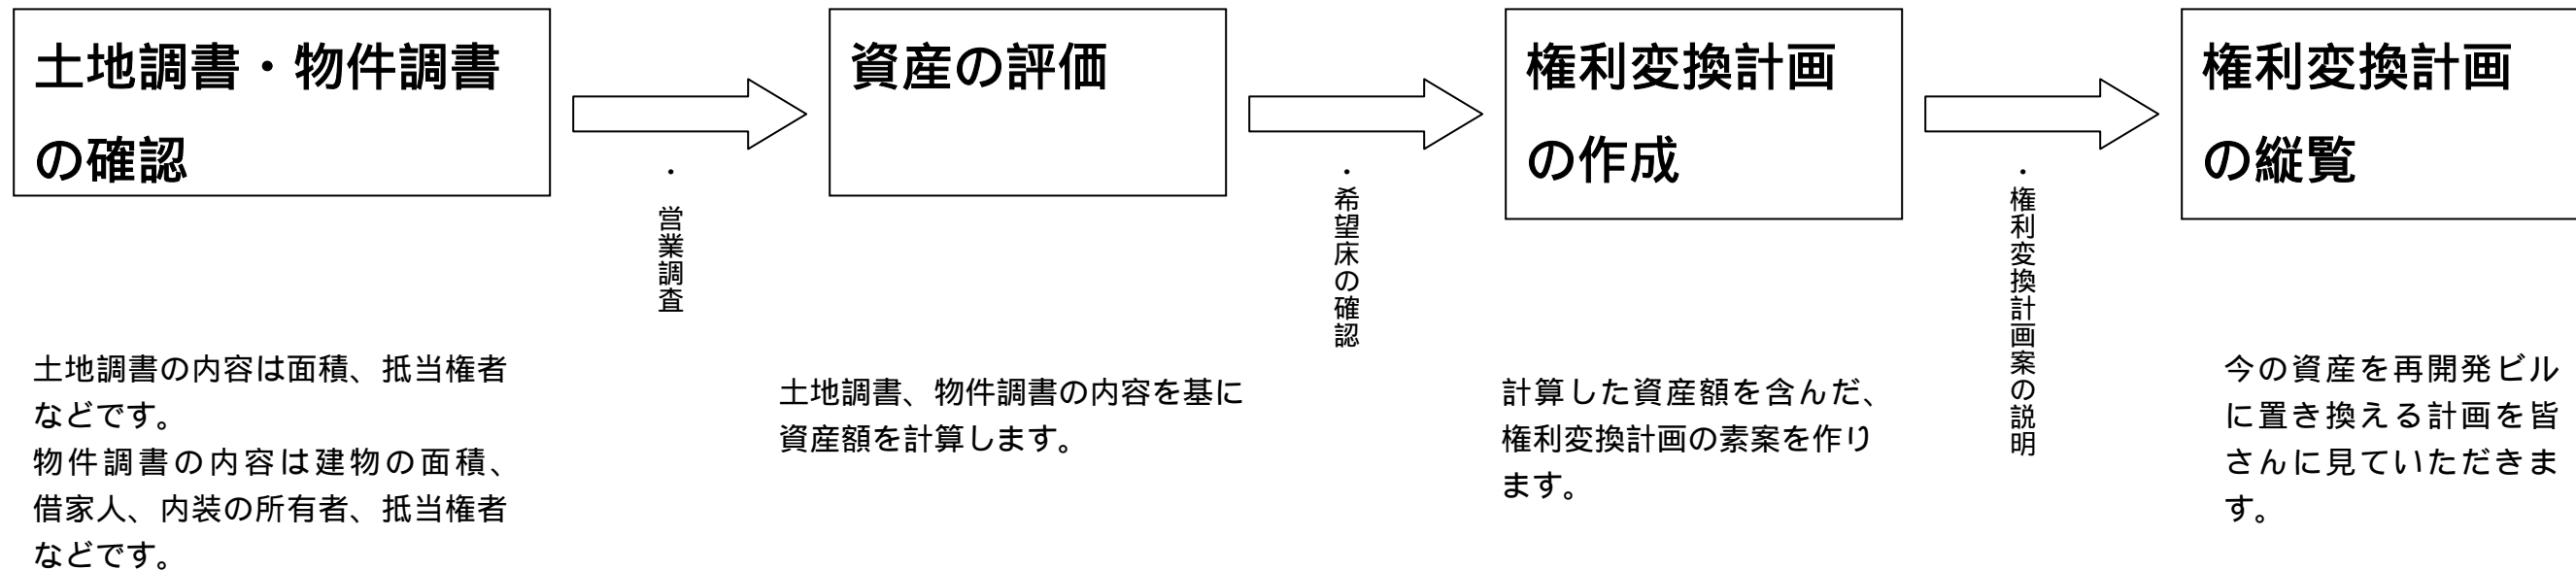 土地調書・物件調書
の確認
・営業調査
資産の評価
・希望床の確認
権利変換計画
の作成
・権利変換計画案の説明
権利変換計画
の縦覧
土地調書の内容は面積、抵当権者
などです。
物件調書の内容は建物の面積、
借家人、内装の所有者、抵当権者
などです。
土地調書、物件調書の内容を基に
資産額を計算します。
計算した資産額を含んだ、
権利変換計画の素案を作り
ます。
今の資産を再開発ビル
に置き換える計画を皆
さんに見ていただきま
す。